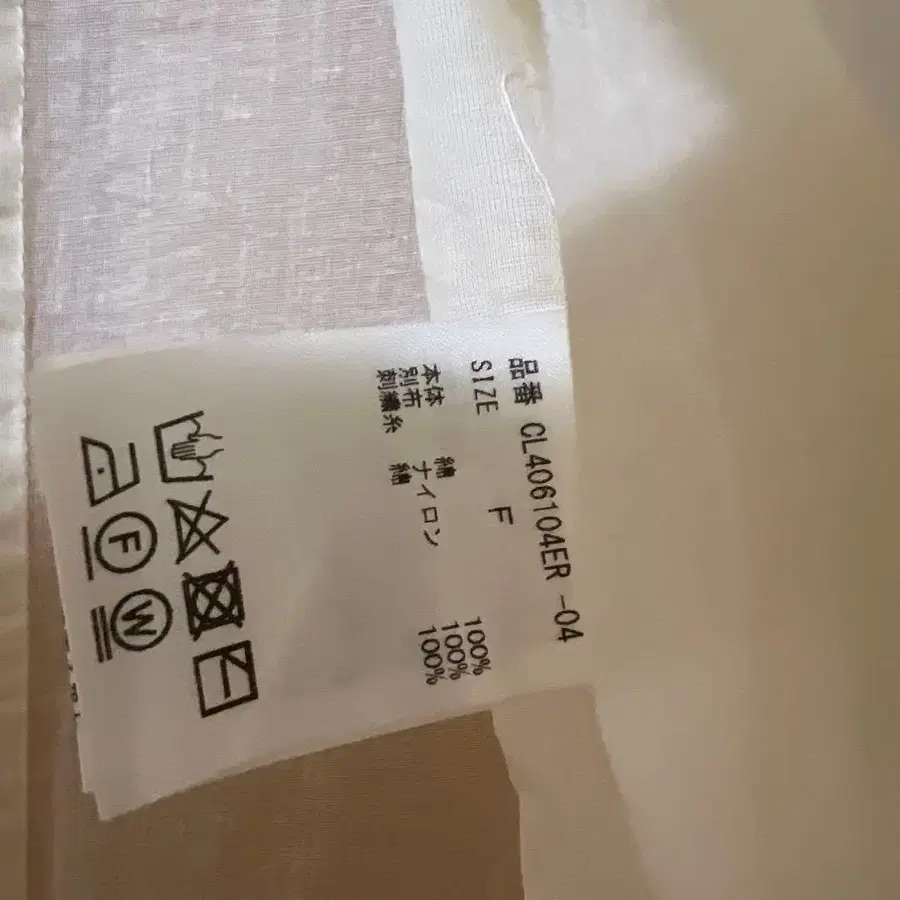 品番 CL406104ER -04
SIZE F
本体 綿 100%
別布 ナイロン 100%
刺繍糸 綿 100%
F
W